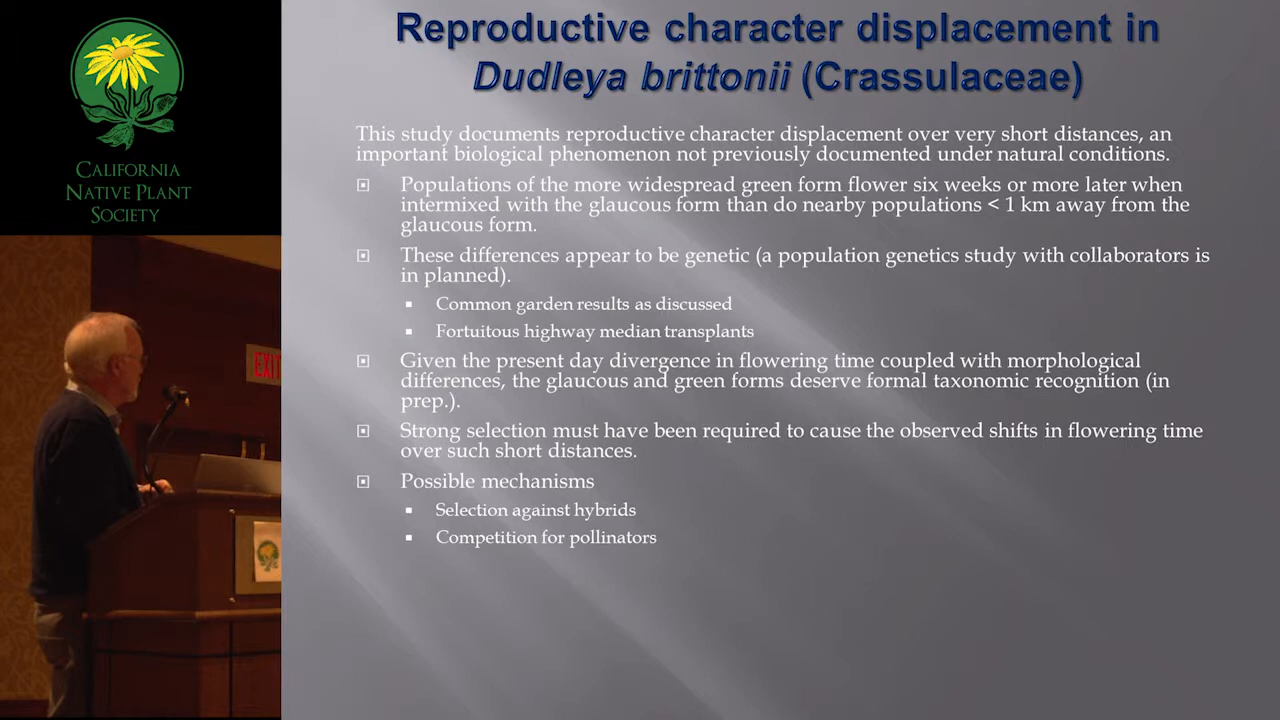 CALIFORNIA
NATIVE PLANT
SOCIETY
EXIT
Reproductive character displacement in
Dudleya brittonii (Crassulaceae)
This study documents reproductive character displacement over very short distances, an
important biological phenomenon not previously documented under natural conditions.
Populations of the more widespread green form flower six weeks or more later when
intermixed with the glaucous form than do nearby populations < 1 km away from the
glaucous form.
These differences appear to be genetic (a population genetics study with collaborators is
in planned).
Common garden results as discussed
Fortuitous highway median transplants
Given the present day divergence in flowering time coupled with morphological
differences, the glaucous and green forms deserve formal taxonomic recognition (in
prep.).
Strong selection must have been required to cause the observed shifts in flowering time
over such short distances.
Possible mechanisms
Selection against hybrids
Competition for pollinators